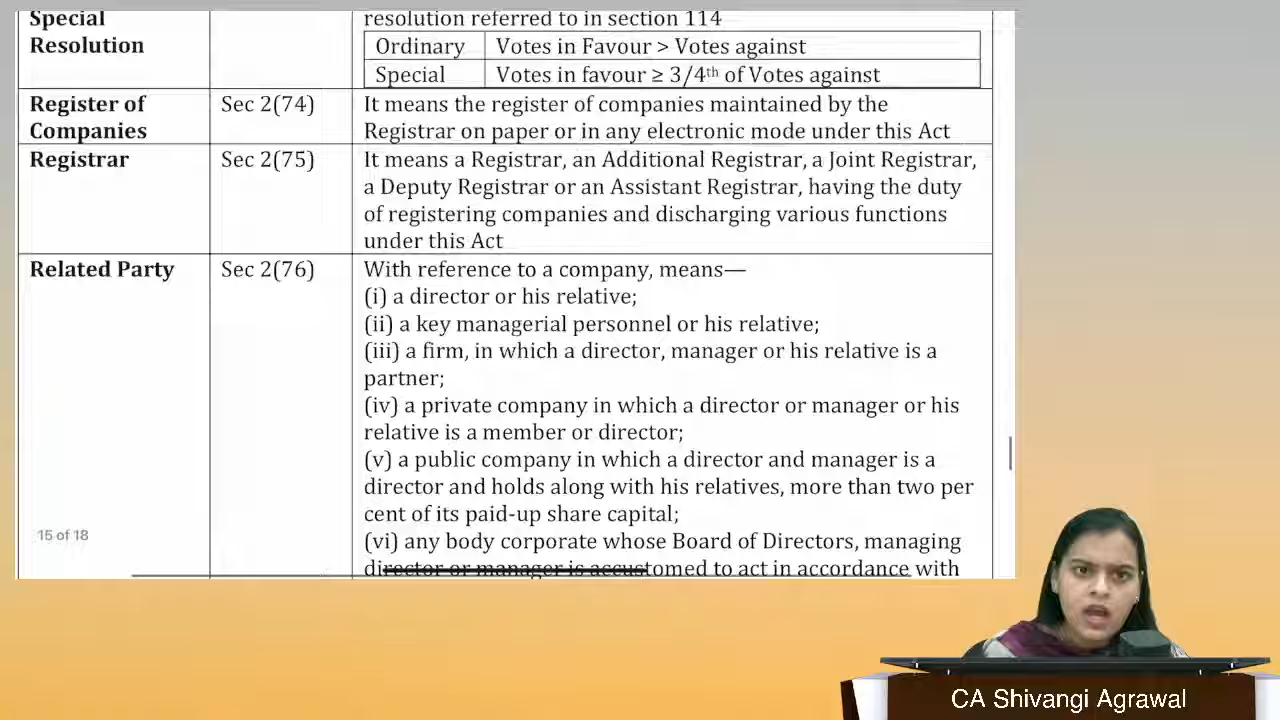 Special
Resolution
resolution referred to in section 114
Ordinary Votes in Favour > Votes against
Special Votes in favour ≥ 3/4th of Votes against
Register of
Companies
Sec 2(74)
It means the register of companies maintained by the
Registrar on paper or in any electronic mode under this Act
Registrar
Sec 2(75)
It means a Registrar, an Additional Registrar, a Joint Registrar,
a Deputy Registrar or an Assistant Registrar, having the duty
of registering companies and discharging various functions
under this Act
Related Party
Sec 2(76)
With reference to a company, means—
(i) a director or his relative;
(ii) a key managerial personnel or his relative;
(iii) a firm, in which a director, manager or his relative is a
partner;
(iv) a private company in which a director or manager or his
relative is a member or director;
(v) a public company in which a director and manager is a
director and holds along with his relatives, more than two per
cent of its paid-up share capital;
(vi) any body corporate whose Board of Directors, managing
director or manager is accustomed to act in accordance with
15 of 18
CA Shivangi Agrawal